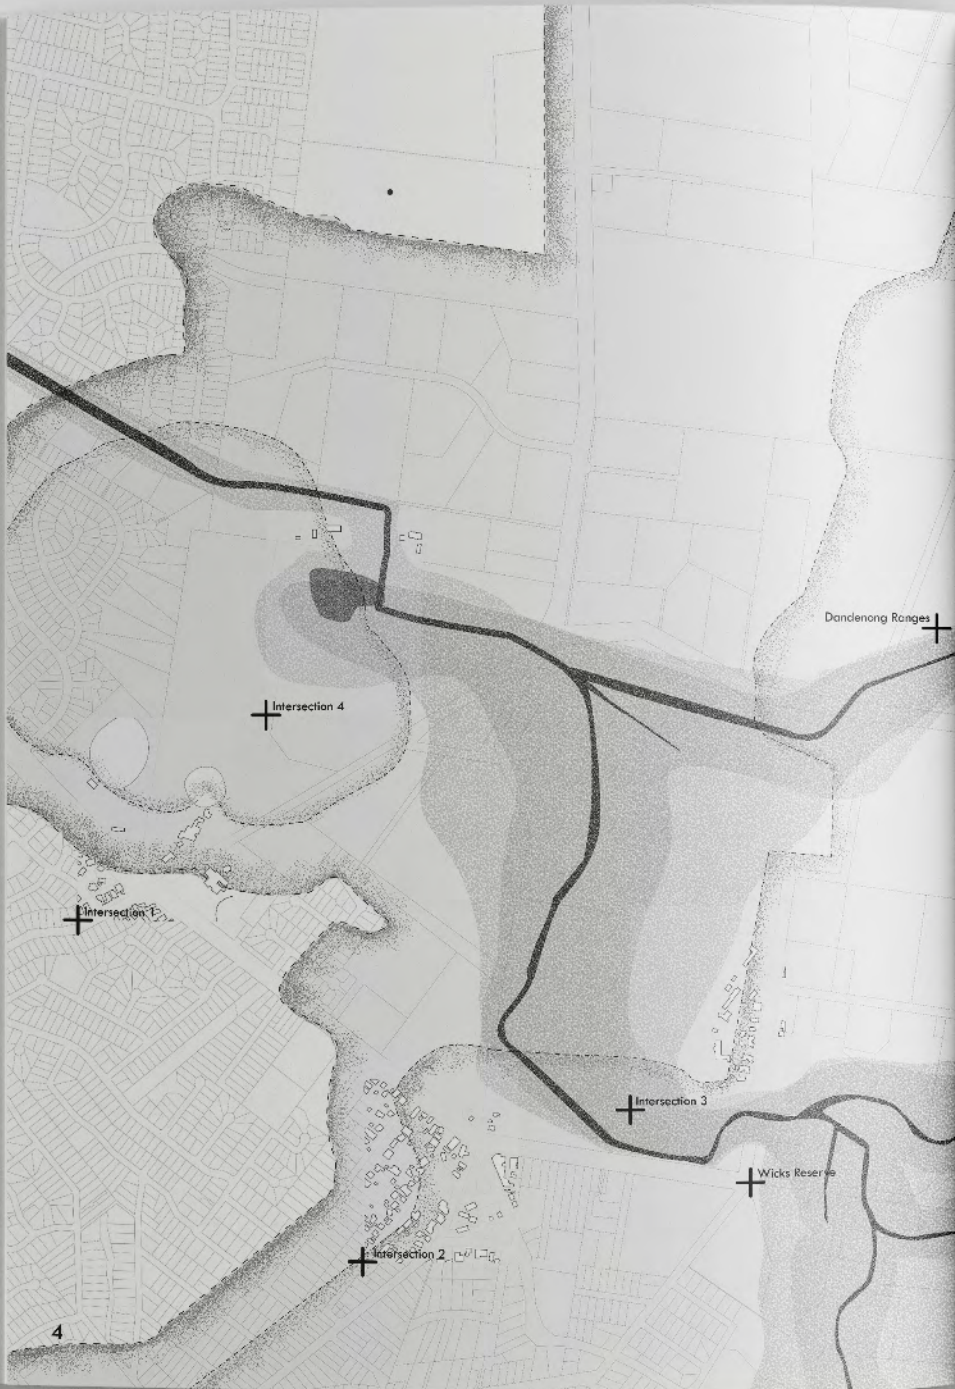 Dandenong Ranges
Intersection 4
Intersection 1
Intersection 3
Wicks Reserve
Intersection 2
4